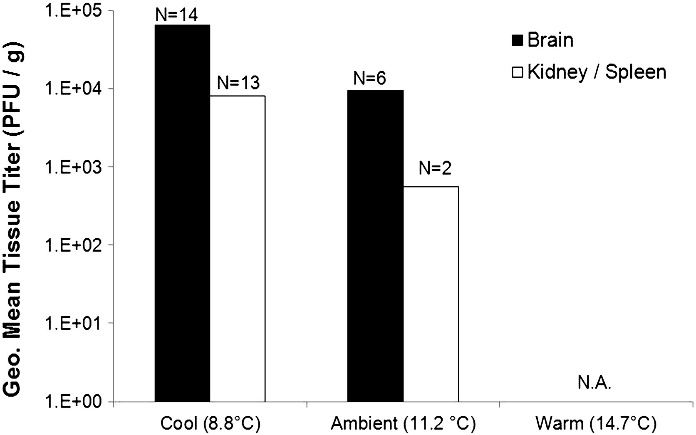 Geo. Mean Tissue Titer (PFU / g)
1.E+05
1.E+04
1.E+03
1.E+02
1.E+01
1.E+00
N=14
N=13
N=6
N=2
N.A.
Brain
Kidney / Spleen
Cool (8.8°C)
Ambient (11.2 °C)
Warm (14.7°C)